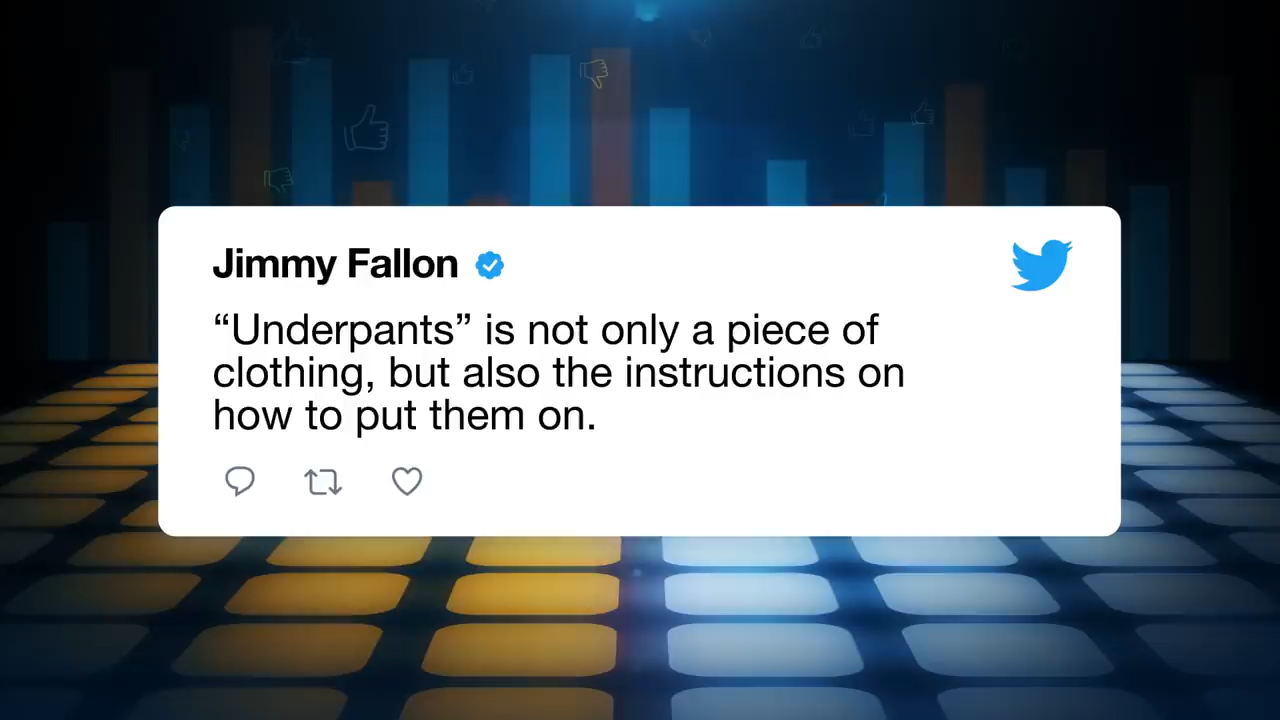 Jimmy Fallon
“Underpants” is not only a piece of
clothing, but also the instructions on
how to put them on.